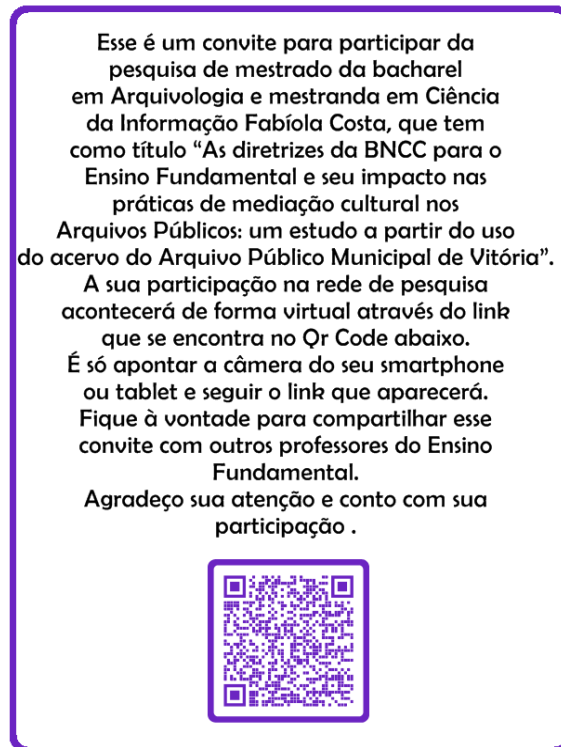 Esse é um convite para participar da
pesquisa de mestrado da bacharel
em Arquivologia e mestranda em Ciência
da Informação Fabíola Costa, que tem
como título “As diretrizes da BNCC para o
Ensino Fundamental e seu impacto nas
práticas de mediação cultural nos
Arquivos Públicos: um estudo a partir do uso
do acervo do Arquivo Público Municipal de Vitória”.
A sua participação na rede de pesquisa
acontecerá de forma virtual através do link
que se encontra no Qr Code abaixo.
É só apontar a câmera do seu smartphone
ou tablet e seguir o link que aparecerá.
Fique à vontade para compartilhar esse
convite com outros professores do Ensino
Fundamental.
Agradeço sua atenção e conto com sua
participação .